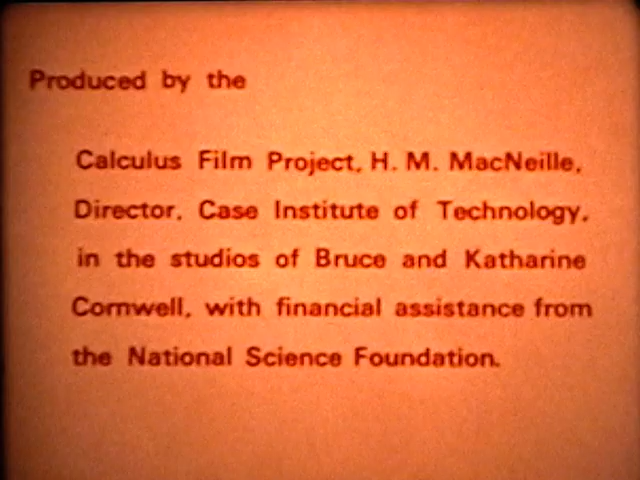 Produced by the
Calculus Film Project, H. M. MacNeille,
Director, Case Institute of Technology,
in the studios of Bruce and Katharine
Cornwell, with financial assistance from
the National Science Foundation.